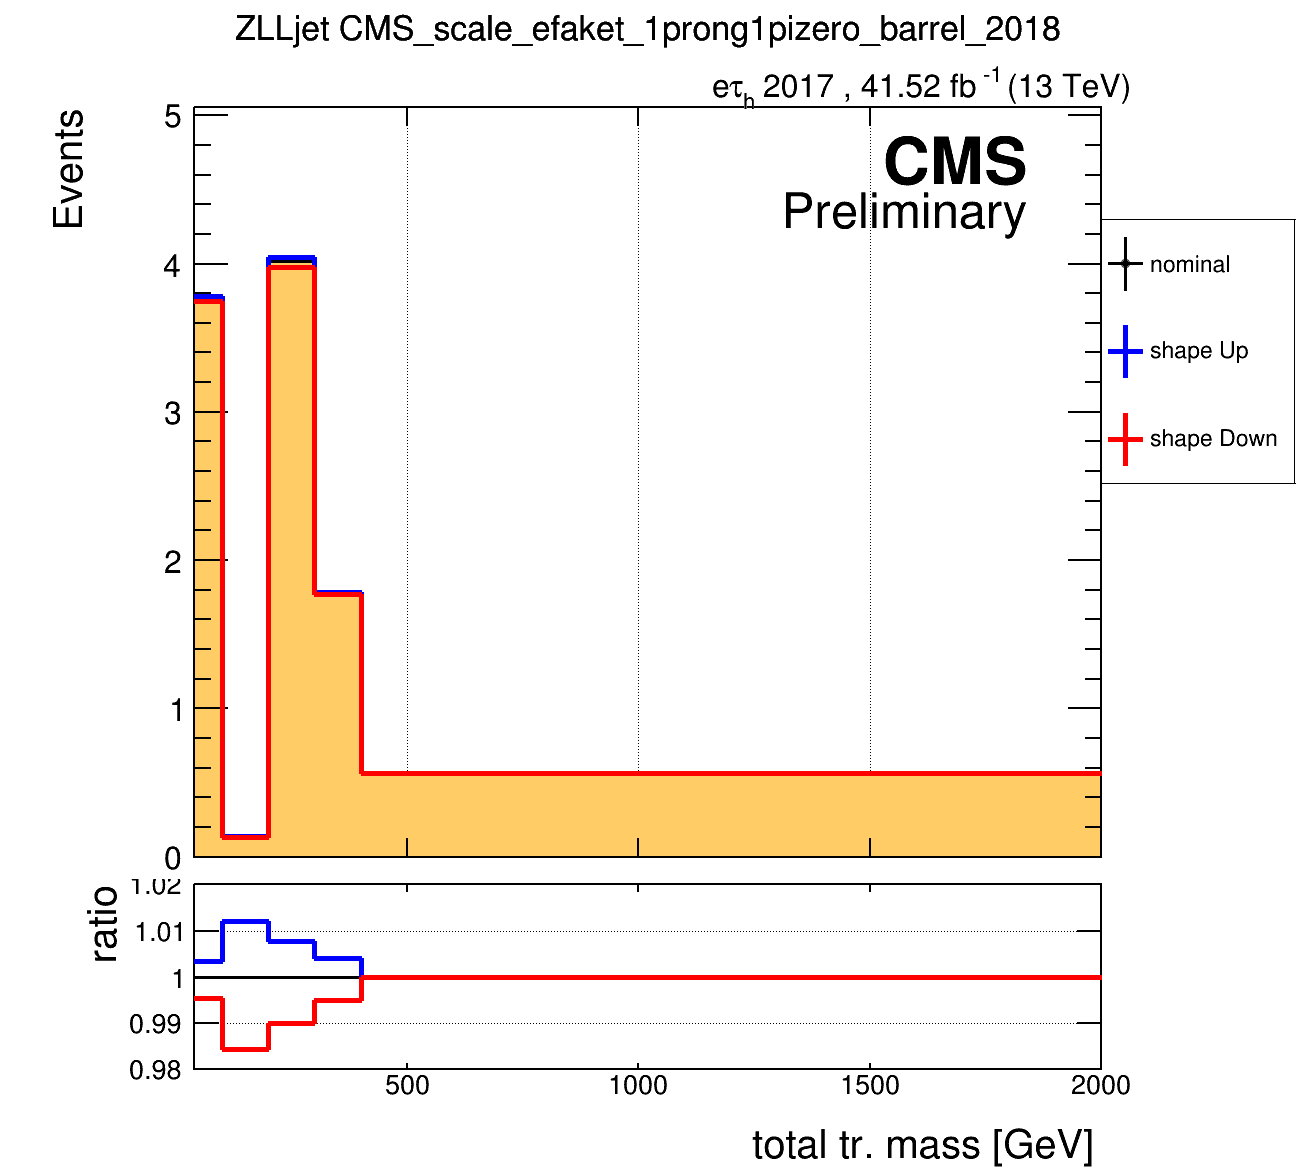 ZLLjet CMS_scale_efaket_1prong1pizero_barrel_2018
eτh 2017 , 41.52 fb -1 (13 TeV)
Events
5
4
3
2
1
0
CMS
Preliminary
nominal
shape Up
shape Down
ratio
1.02
1.01
1
0.99
0.98
500 1000 1500 2000
total tr. mass [GeV]